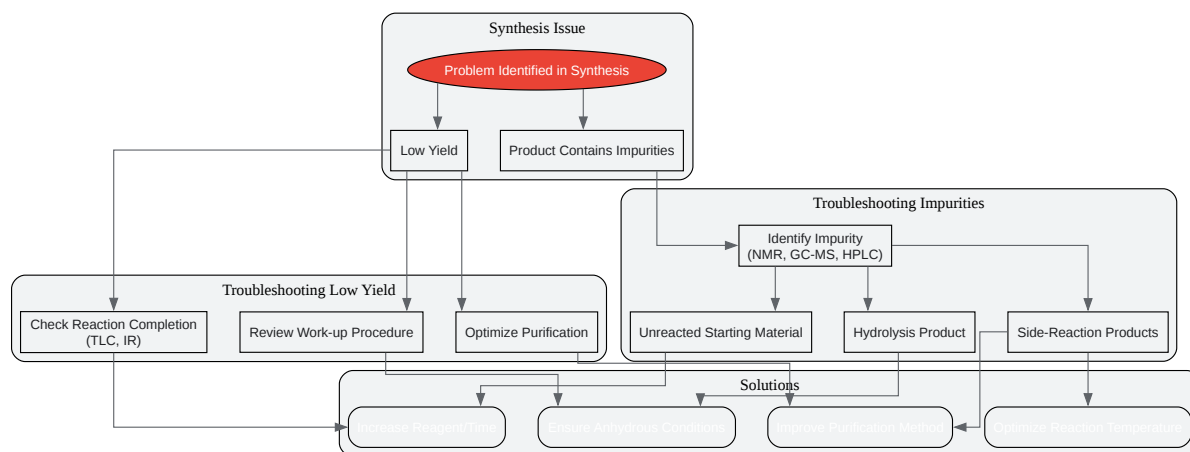 Synthesis Issue
Problem Identified in Synthesis
Low Yield
Product Contains Impurities
Troubleshooting Impurities
Identify Impurity
(NMR, GC-MS, HPLC)
Troubleshooting Low Yield
Check Reaction Completion
(TLC, IR)
Review Work-up Procedure
Optimize Purification
Unreacted Starting Material
Hydrolysis Product
Side-Reaction Products
Solutions
Increase Reagent/Time
Ensure Anhydrous Conditions
Improve Purification Method
Optimize Reaction Temperature